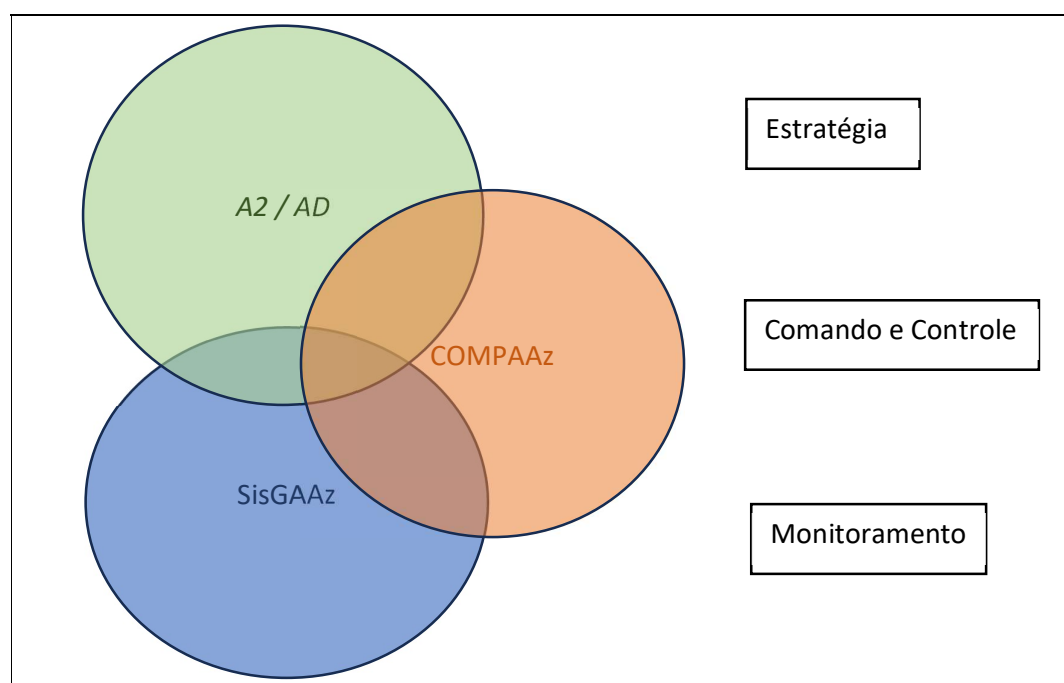 Estratégia
A2 / AD
Comando e Controle
COMPAAz
SisGAAz
Monitoramento